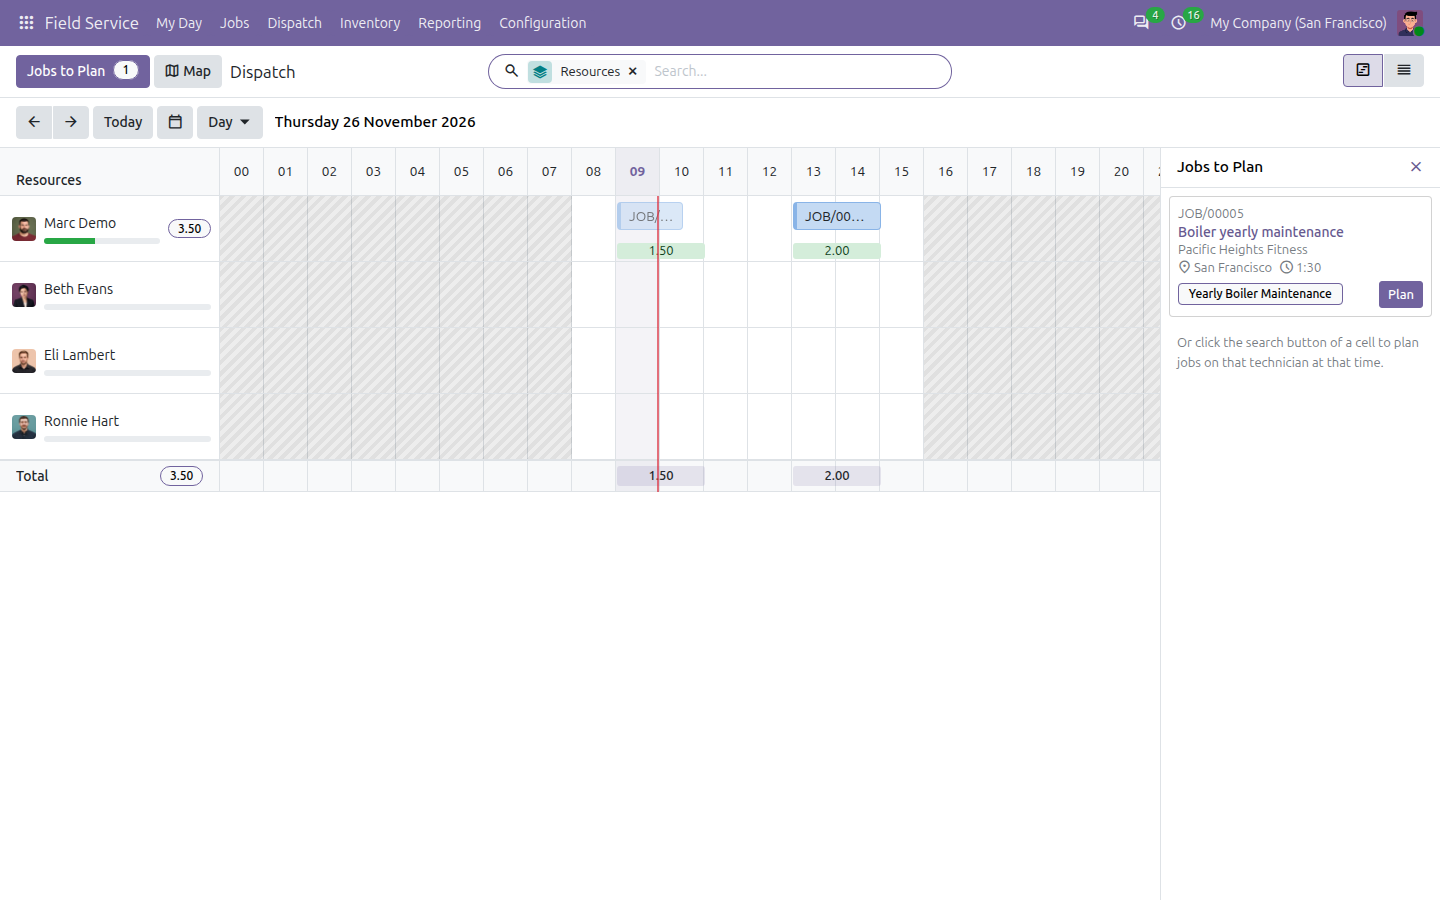 Field Service My Day Jobs Dispatch Inventory Reporting Configuration 4 16 My Company (San Francisco)
Jobs to Plan 1 Map Dispatch Resources Search...
Today Day Thursday 26 November 2026
Resources 00 01 02 03 04 05 06 07 08 09 10 11 12 13 14 15 16 17 18 19 20
Marc Demo 3.50 JOB/... JOB/00...
1.50 2.00
Beth Evans
Eli Lambert
Ronnie Hart
Total 3.50 1.50 2.00
Jobs to Plan
JOB/00005
Boiler yearly maintenance
Pacific Heights Fitness
San Francisco 1:30
Yearly Boiler Maintenance Plan
Or click the search button of a cell to plan
jobs on that technician at that time.